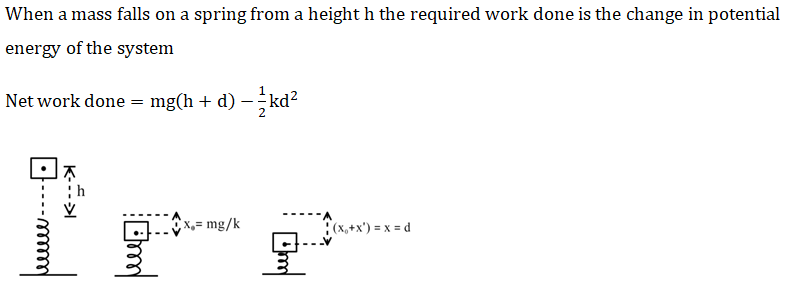 When a mass falls on a spring from a height h the required work done is the change in potential
energy of the system
Net work done = mg(h + d) − ½kd²
h
x₀= mg/k
(x₀+x') = x = d